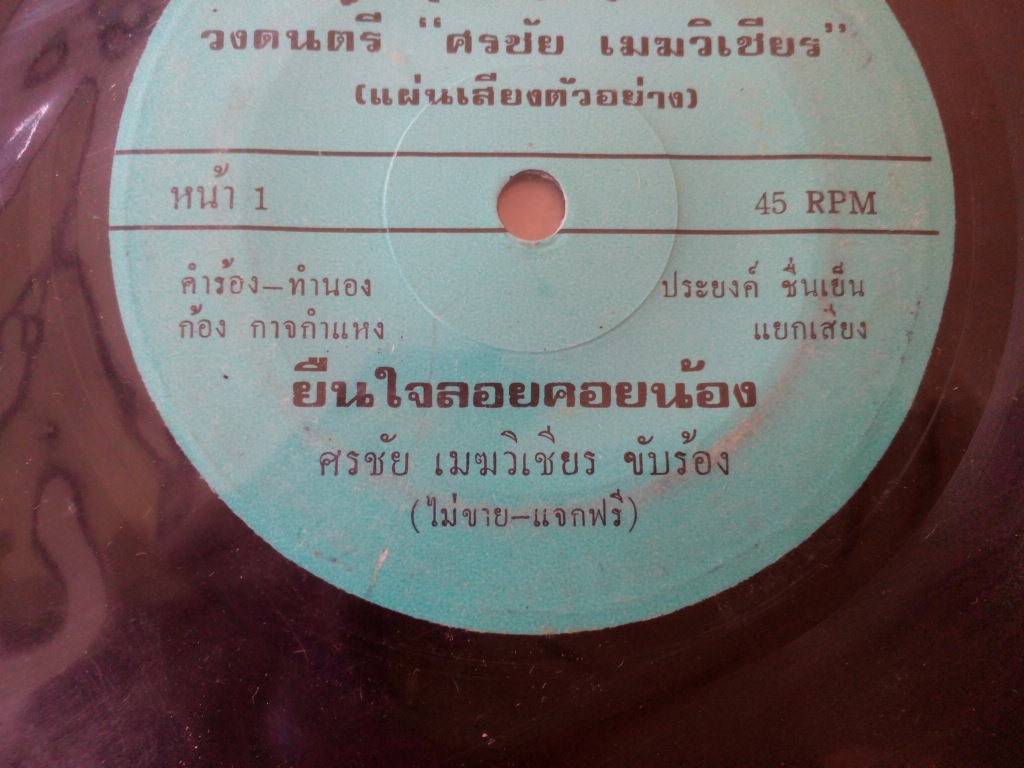 วงดนตรี "ศรชัย เมฆวิเชียร"
(แผ่นเสียงตัวอย่าง)
หน้า 1 45 RPM
คำร้อง–ทำนอง ประยงค์ ชื่นเย็น
ก้อง กาจกำแหง แยกเสียง
ยืนใจลอยคอยน้อง
ศรชัย เมฆวิเชียร ขับร้อง
(ไม่ขาย–แจกฟรี)